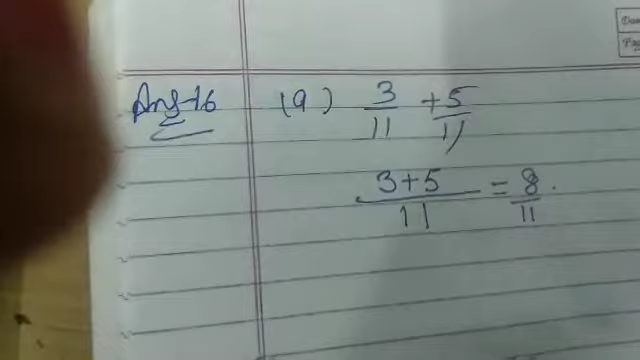 Ans-16 (a) 3/11 + 5/11
3+5/11 = 8/11.